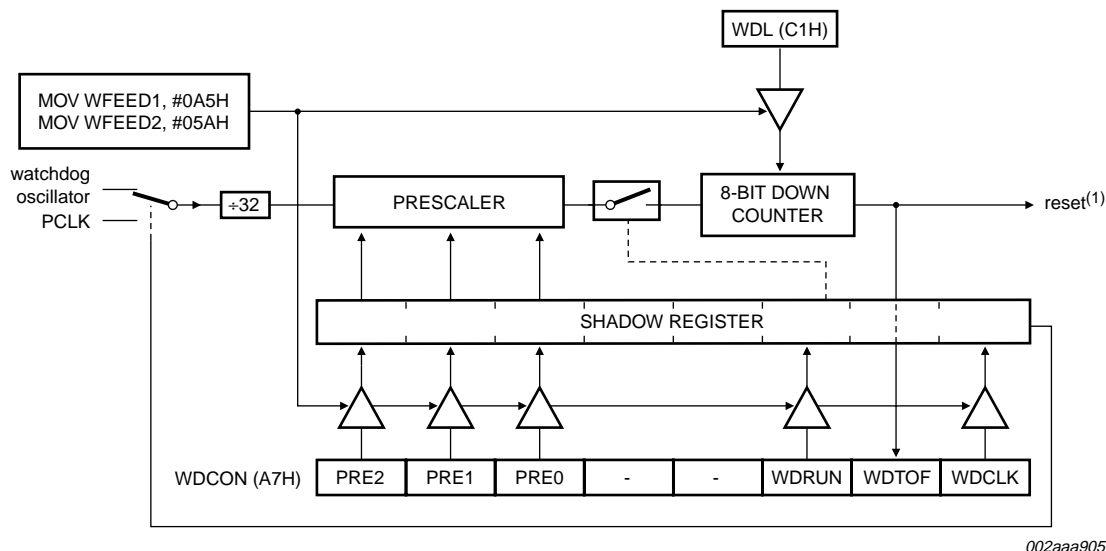 WDL (C1H)
MOV WFEED1, #0A5H
MOV WFEED2, #05AH
watchdog
oscillator
PCLK
÷32
PRESCALER
8-BIT DOWN
COUNTER
reset(1)
SHADOW REGISTER
WDCON (A7H)
PRE2
PRE1
PRE0
-
-
WDRUN
WDTOF
WDCLK
002aaa905